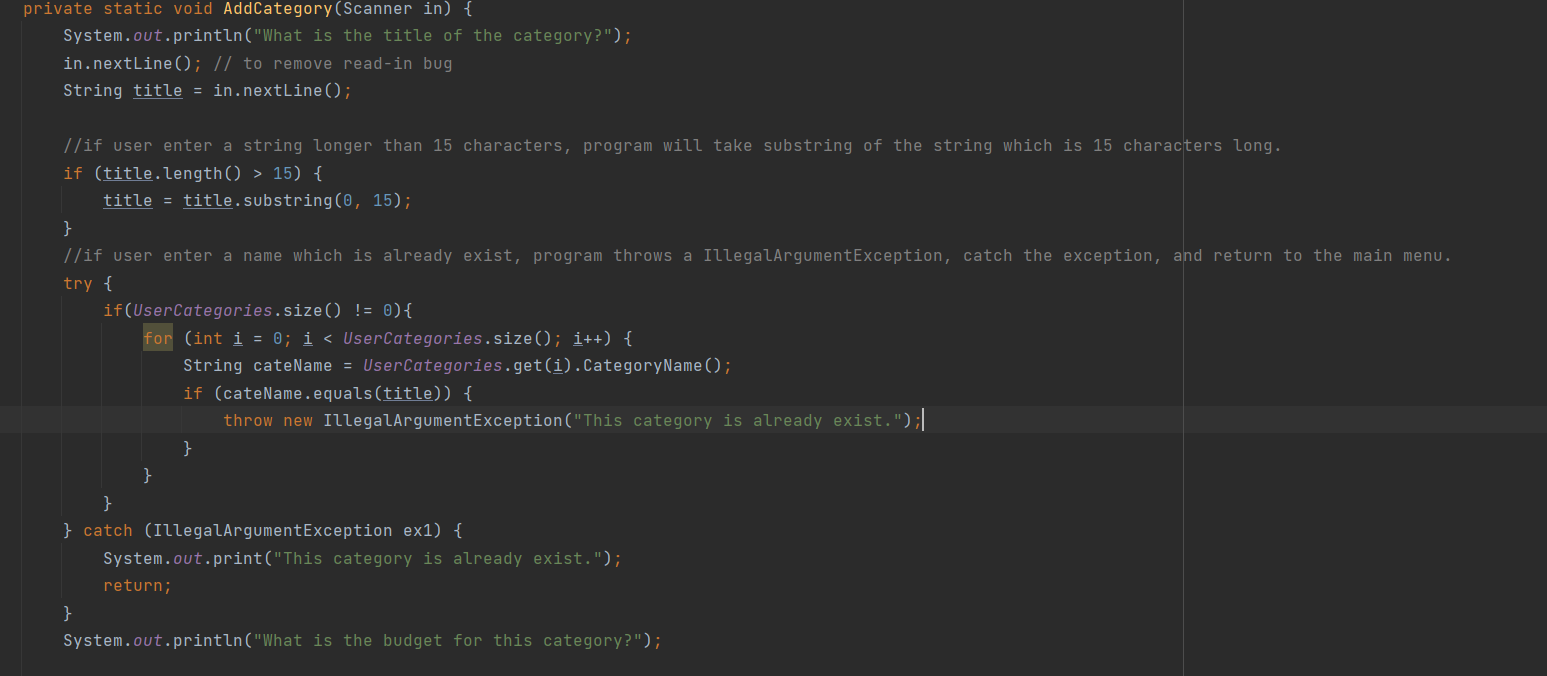 private static void AddCategory(Scanner in) {
System.out.println("What is the title of the category?");
in.nextLine(); // to remove read-in bug
String title = in.nextLine();
//if user enter a string longer than 15 characters, program will take substring of the string which is 15 characters long.
if (title.length() > 15) {
title = title.substring(0, 15);
}
//if user enter a name which is already exist, program throws a IllegalArgumentException, catch the exception, and return to the main menu.
try {
if(UserCategories.size() != 0){
for (int i = 0; i < UserCategories.size(); i++) {
String cateName = UserCategories.get(i).CategoryName();
if (cateName.equals(title)) {
throw new IllegalArgumentException("This category is already exist.");
}
}
}
} catch (IllegalArgumentException ex1) {
System.out.print("This category is already exist.");
return;
}
System.out.println("What is the budget for this category?");